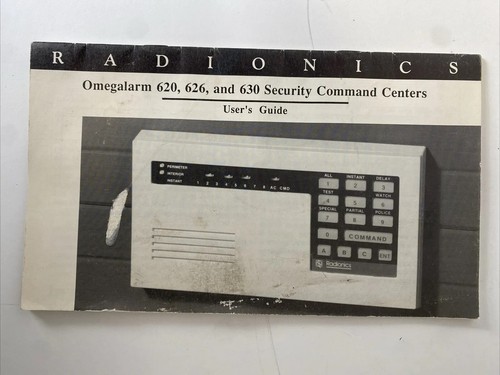 RADIONICS
Omegalarm 620, 626, and 630 Security Command Centers
User's Guide
PERIMETER
INTERIOR
INSTANT
1 2 3 4 5 6 7 8 AC CMD
ALL INSTANT DELAY
1 2 3
TEST WATCH
4 5 6
SPECIAL PARTIAL POLICE
7 8 9
0 COMMAND
A B C ENT
Radionics